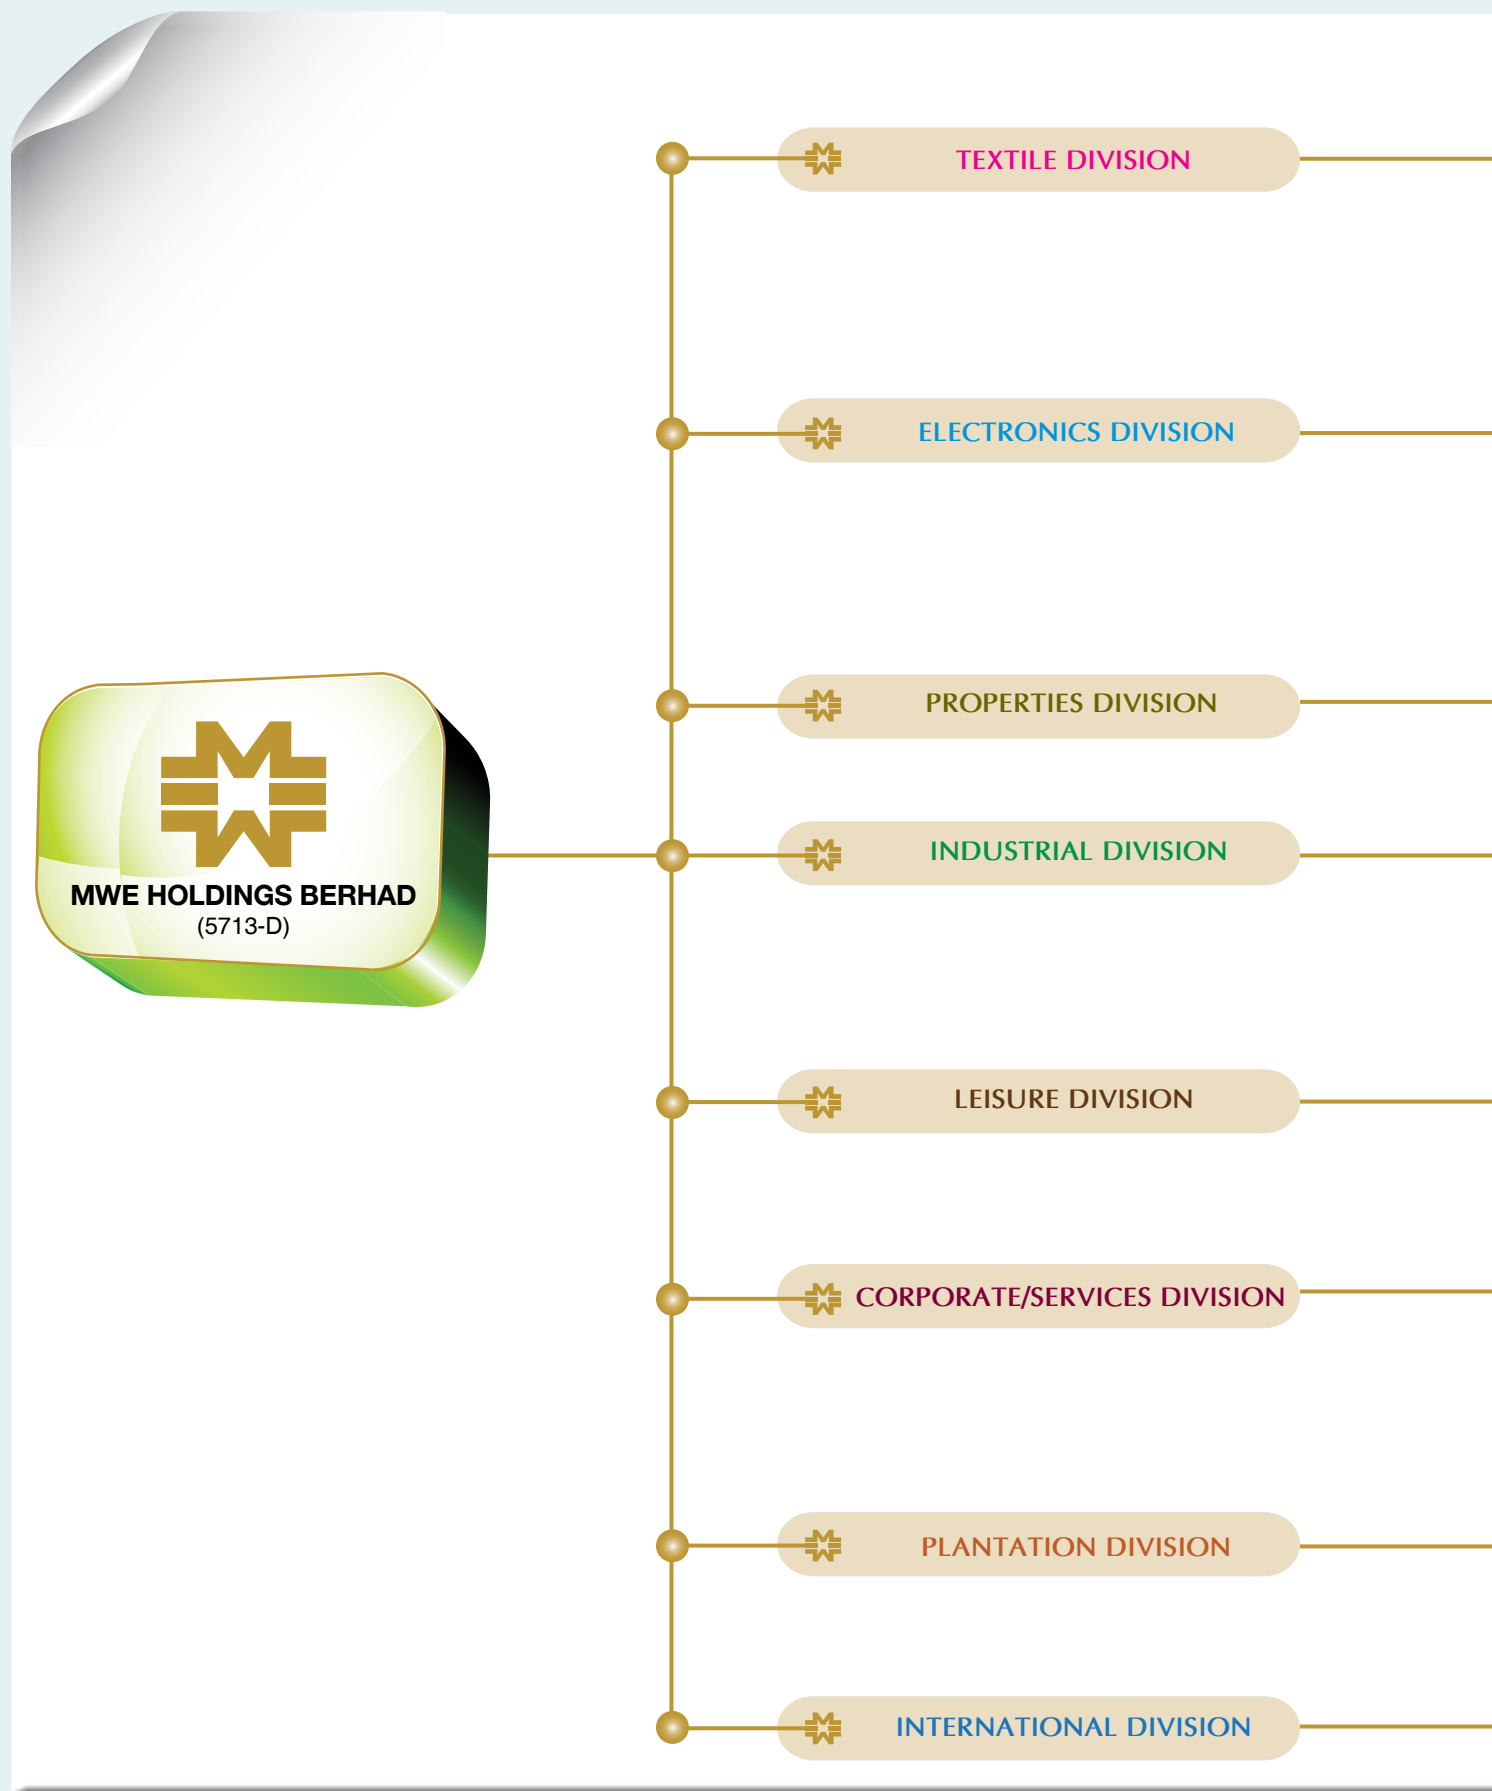 TEXTILE DIVISION
ELECTRONICS DIVISION
PROPERTIES DIVISION
INDUSTRIAL DIVISION
MWE HOLDINGS BERHAD
(5713-D)
LEISURE DIVISION
CORPORATE/SERVICES DIVISION
PLANTATION DIVISION
INTERNATIONAL DIVISION